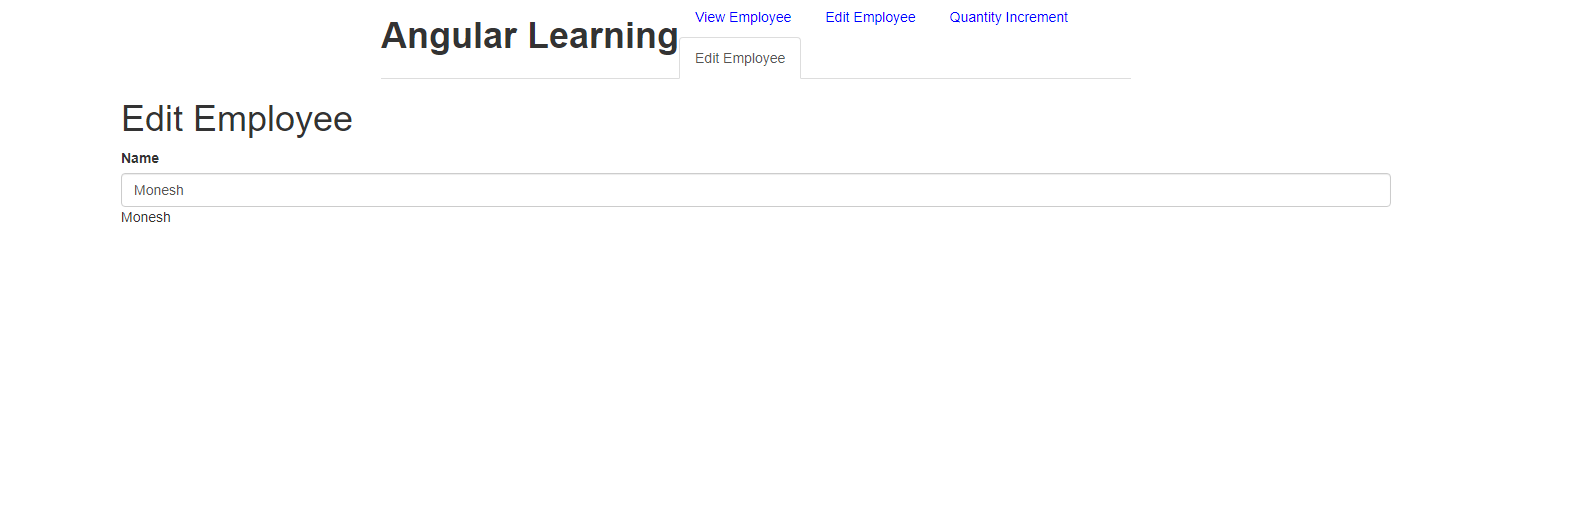 Angular Learning
View Employee Edit Employee Quantity Increment
Edit Employee
Edit Employee
Name
Monesh
Monesh